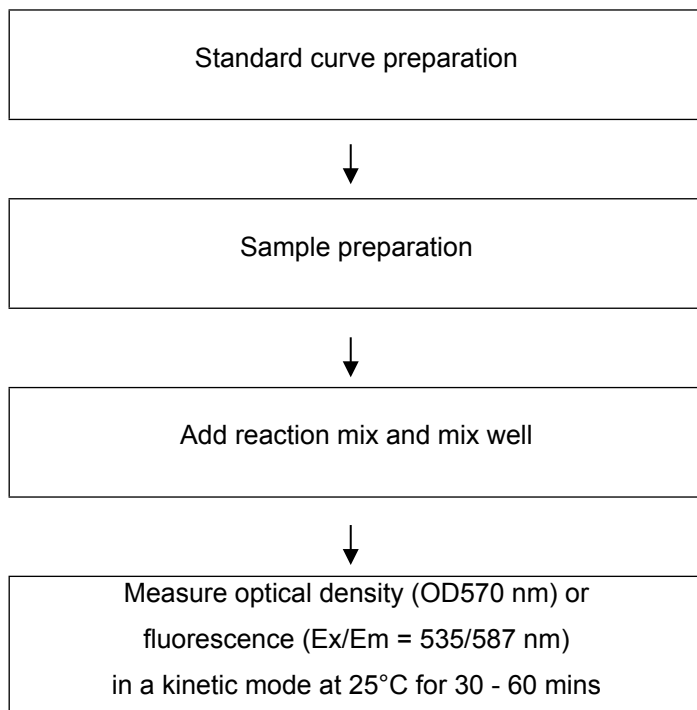 Standard curve preparation
Sample preparation
Add reaction mix and mix well
Measure optical density (OD570 nm) or
fluorescence (Ex/Em = 535/587 nm)
in a kinetic mode at 25°C for 30 - 60 mins